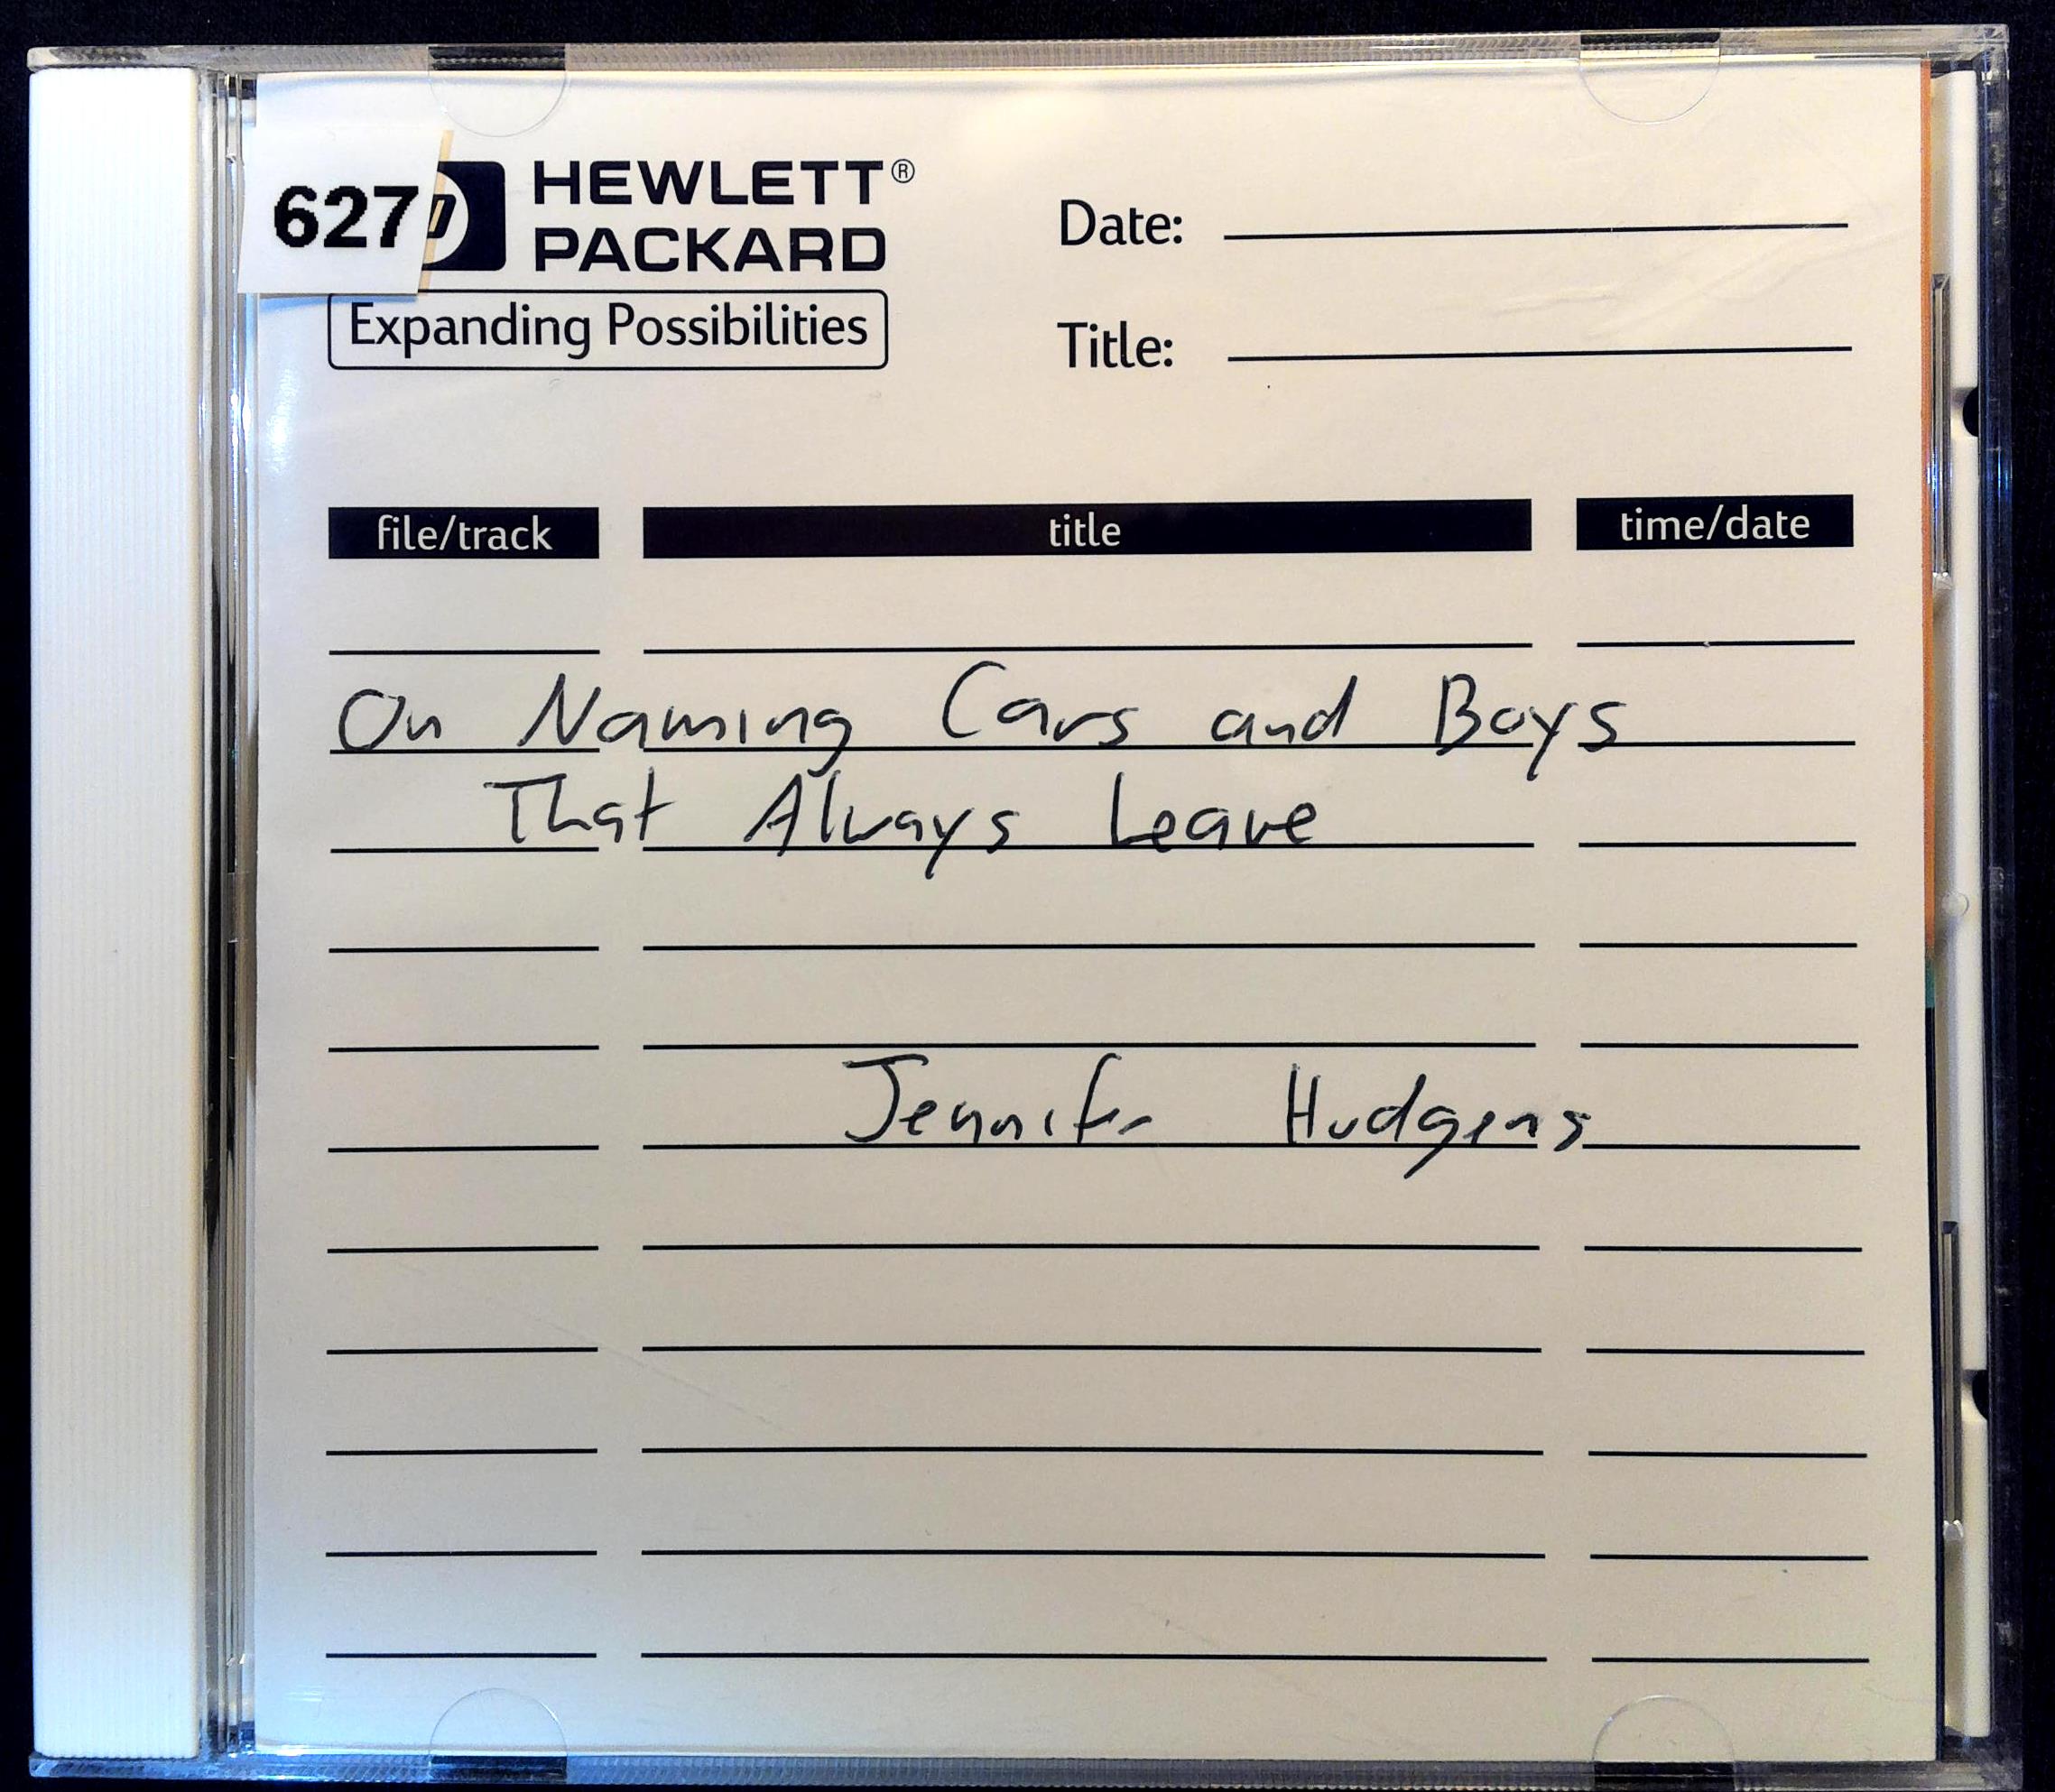 627
HEWLETT®
PACKARD
Expanding Possibilities
Date:
Title:
file/track title time/date
On Naming Cars and Boys
That Always Leave
Jennifer Hudgens